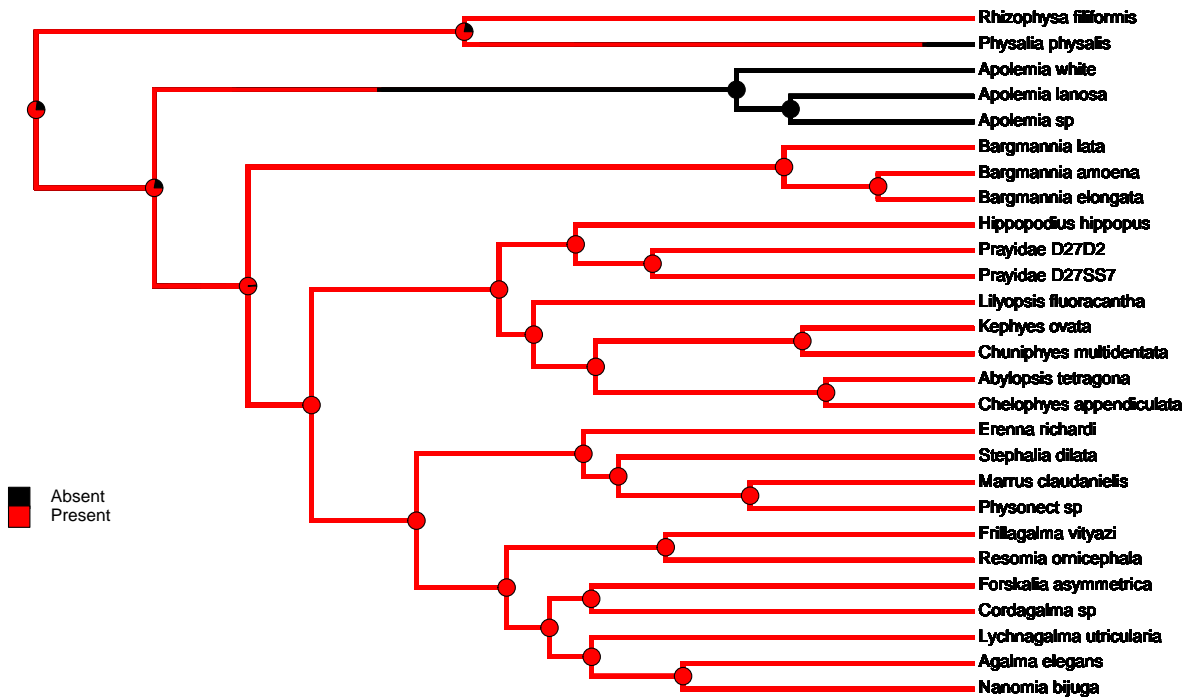 Rhizophysa filiformis
Physalia physalis
Apolemia white
Apolemia lanosa
Apolemia sp
Bargmannia lata
Bargmannia amoena
Bargmannia elongata
Hippopodius hippopus
Prayidae D27D2
Prayidae D27SS7
Lilyopsis fluoracantha
Kephyes ovata
Chuniphyes multidentata
Abylopsis tetragona
Chelophyes appendiculata
Erenna richardi
Stephalia dilata
Marrus claudanielis
Physonect sp
Frillagalma vityazi
Resomia ornicephala
Forskalia asymmetrica
Cordagalma sp
Lychnagalma utricularia
Agalma elegans
Nanomia bijuga
Absent
Present